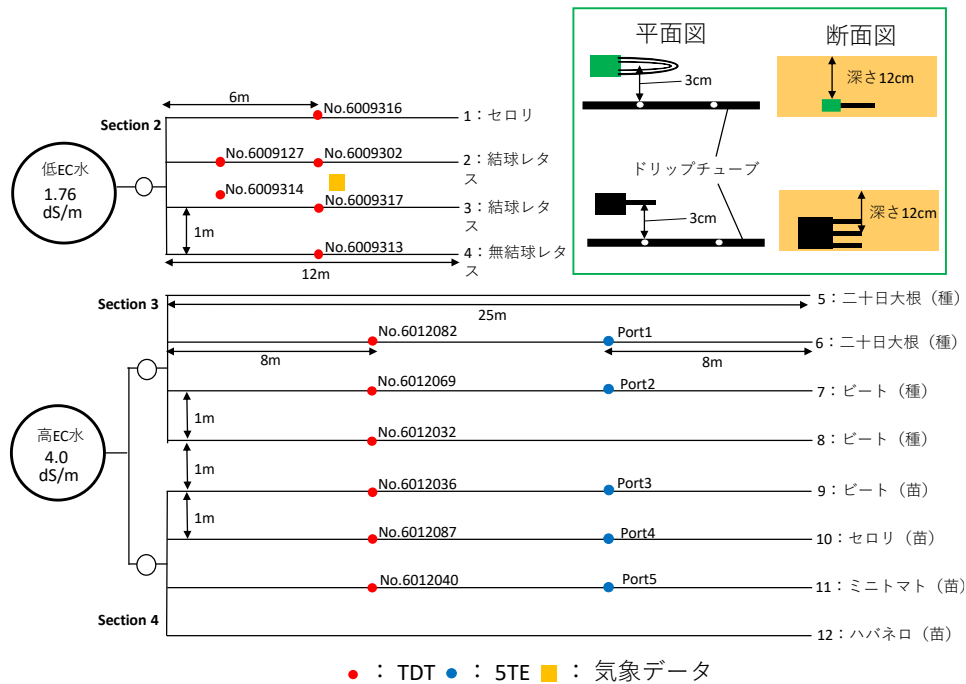 平面図
断面図
3cm
深さ12cm
ドリップチューブ
3cm
深さ12cm
6m
Section 2
No.6009316
1：セロリ
低EC水
1.76
dS/m
No.6009127
No.6009302
2：結球レタ
ス
No.6009314
No.6009317
3：結球レタ
ス
1m
No.6009313
4：無結球レタ
ス
12m
Section 3
5：二十日大根（種）
25m
No.6012082
Port1
6：二十日大根（種）
8m
8m
No.6012069
Port2
7：ビート（種）
1m
No.6012032
8：ビート（種）
高EC水
4.0
dS/m
1m
No.6012036
Port3
9：ビート（苗）
1m
No.6012087
Port4
10：セロリ（苗）
No.6012040
Port5
11：ミニトマト（苗）
Section 4
12：ハバネロ（苗）
：TDT ：5TE ：気象データ